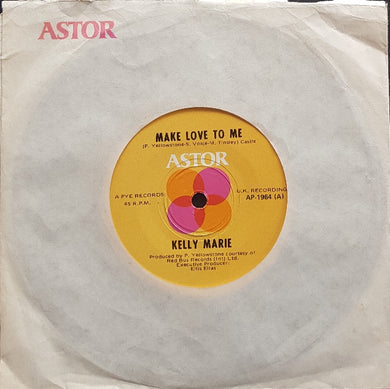 ASTOR
MAKE LOVE TO ME
(P. Yellowstone-S. Voice-M. Tinsley) Castle
ASTOR
A PYE RECORDS
45 R.P.M.
U.K. RECORDING
AP-1964 (A)
KELLY MARIE
Produced by P. Yellowstone courtesy of
Red Bus Records (Int) Ltd.
Executive Producer:
Ellis Elias